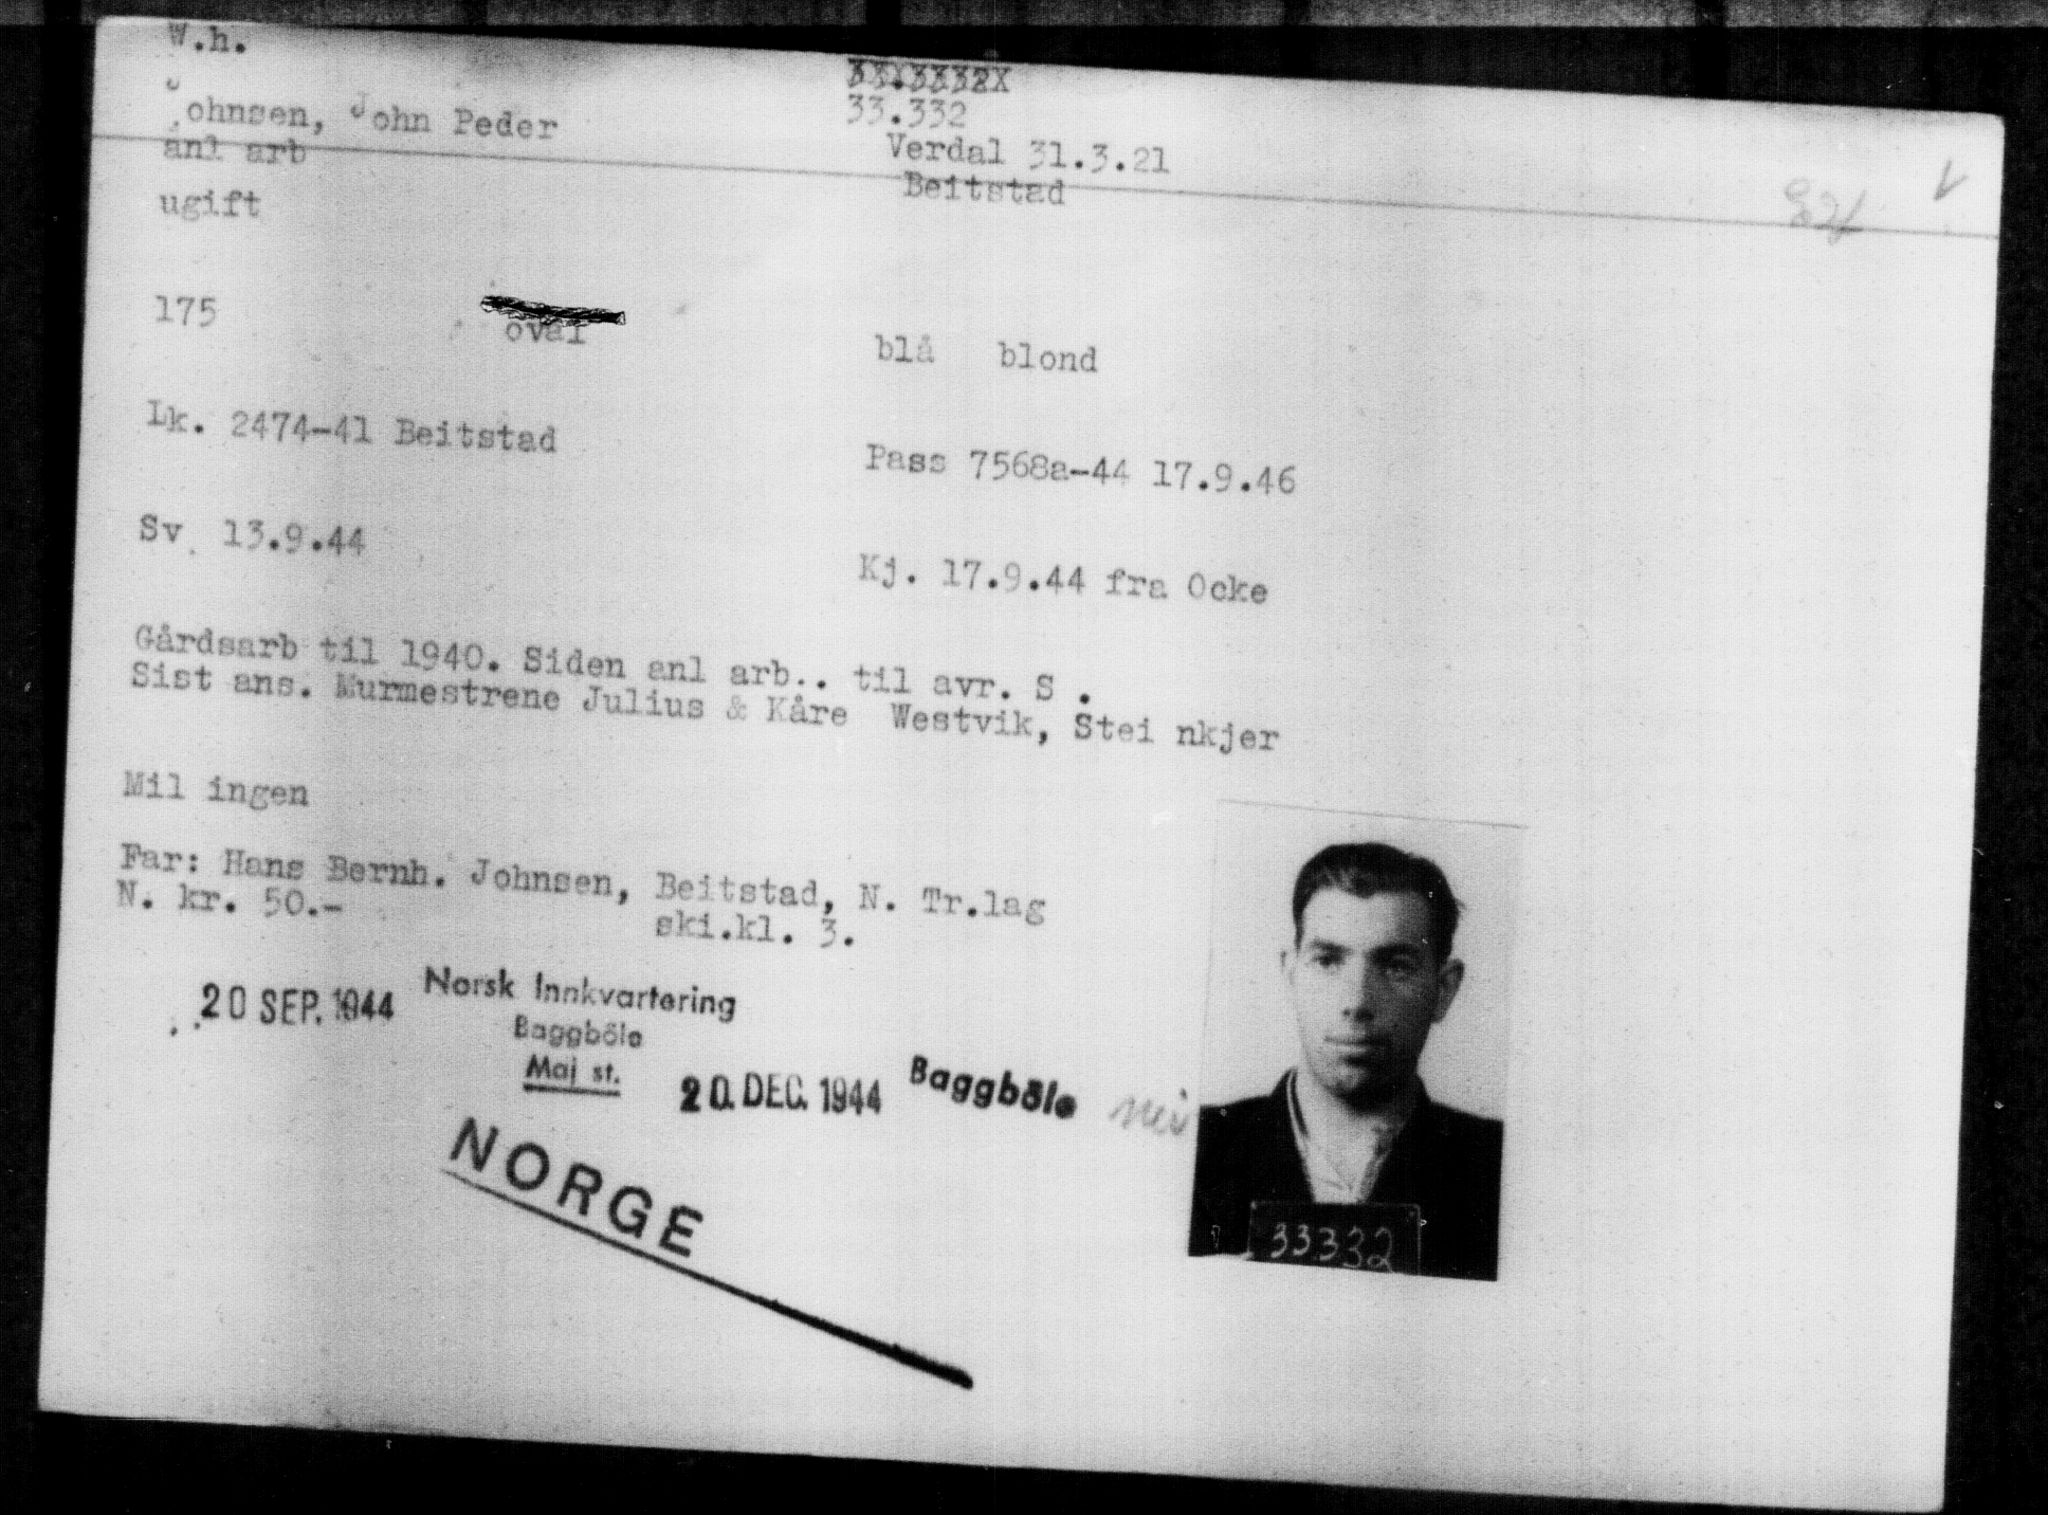 W.h.
33.3332X
Johnsen, John Peder
33.332
anl arb
Verdal 31.3.21
ugift
Beitstad
175
oval
blå blond
Lk. 2474-41 Beitstad
Pass 7568a-44 17.9.46
Sv. 13.9.44
Kj. 17.9.44 fra Ocke
Gårdsarb til 1940. Siden anl arb.. til avr. S .
Sist ans. Murmestrene Julius & Kåre Westvik, Stei nkjer
Mil ingen
Far: Hans Bernh. Johnsen, Beitstad, N. Tr.lag
N. kr. 50.-
ski.kl. 3.
20 SEP. 1944
Norsk Innkvartering
Baggböle
Maj st.
20. DEC. 1944
Baggböle
NORGE
33332